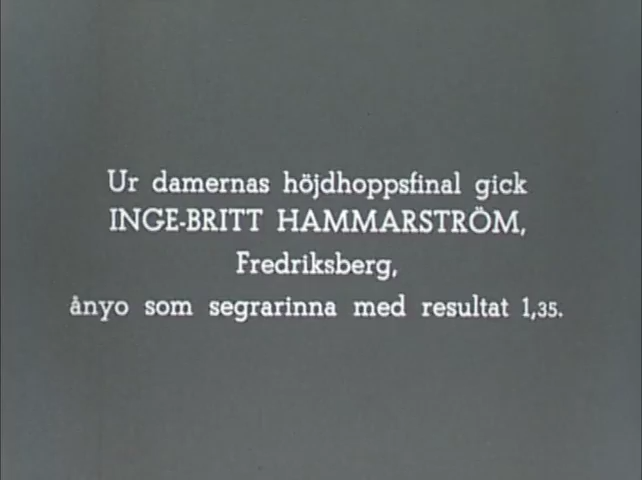 Ur damernas höjdhoppsfinal gick
INGE-BRITT HAMMARSTRÖM,
Fredriksberg,
ånyo som segrarinna med resultat 1,35.